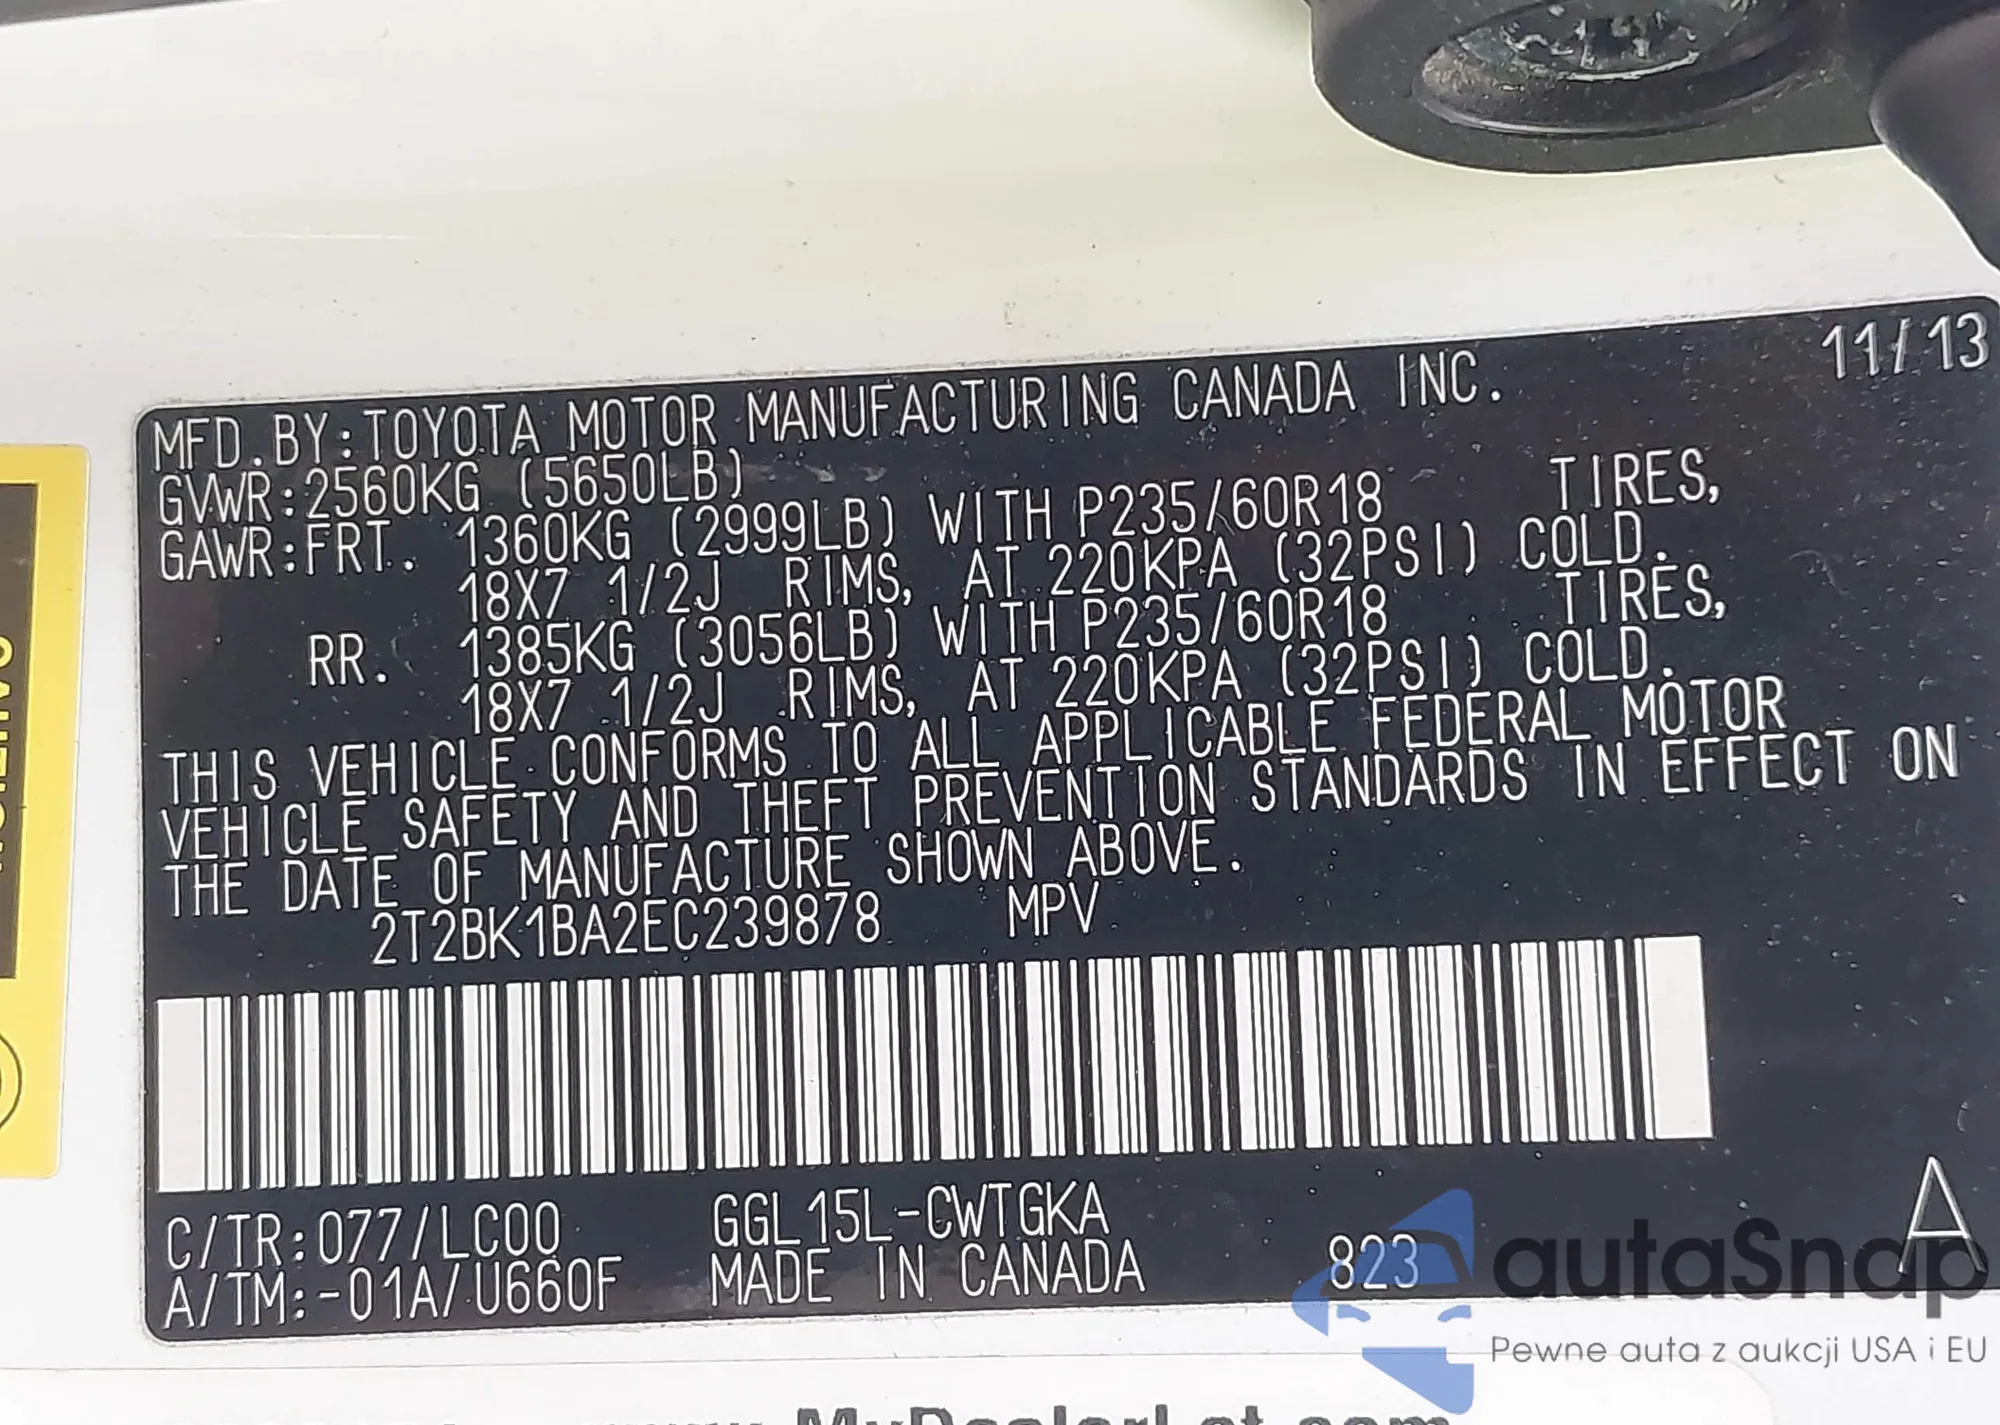 11/13
MFD.BY:TOYOTA MOTOR MANUFACTURING CANADA INC.
GVWR:2560KG (5650LB)
GAWR:FRT. 1360KG (2999LB) WITH P235/60R18 TIRES,
18X7 1/2J RIMS, AT 220KPA (32PSI) COLD.
RR. 1385KG (3056LB) WITH P235/60R18 TIRES,
18X7 1/2J RIMS, AT 220KPA (32PSI) COLD.
THIS VEHICLE CONFORMS TO ALL APPLICABLE FEDERAL MOTOR
VEHICLE SAFETY AND THEFT PREVENTION STANDARDS IN EFFECT ON
THE DATE OF MANUFACTURE SHOWN ABOVE.
2T2BK1BA2EC239878 MPV
C/TR:077/LC00 GGL15L-CWTGKA
A/TM:-01A/U660F MADE IN CANADA 823 A
autaSnap
Pewne auta z aukcji USA i EU